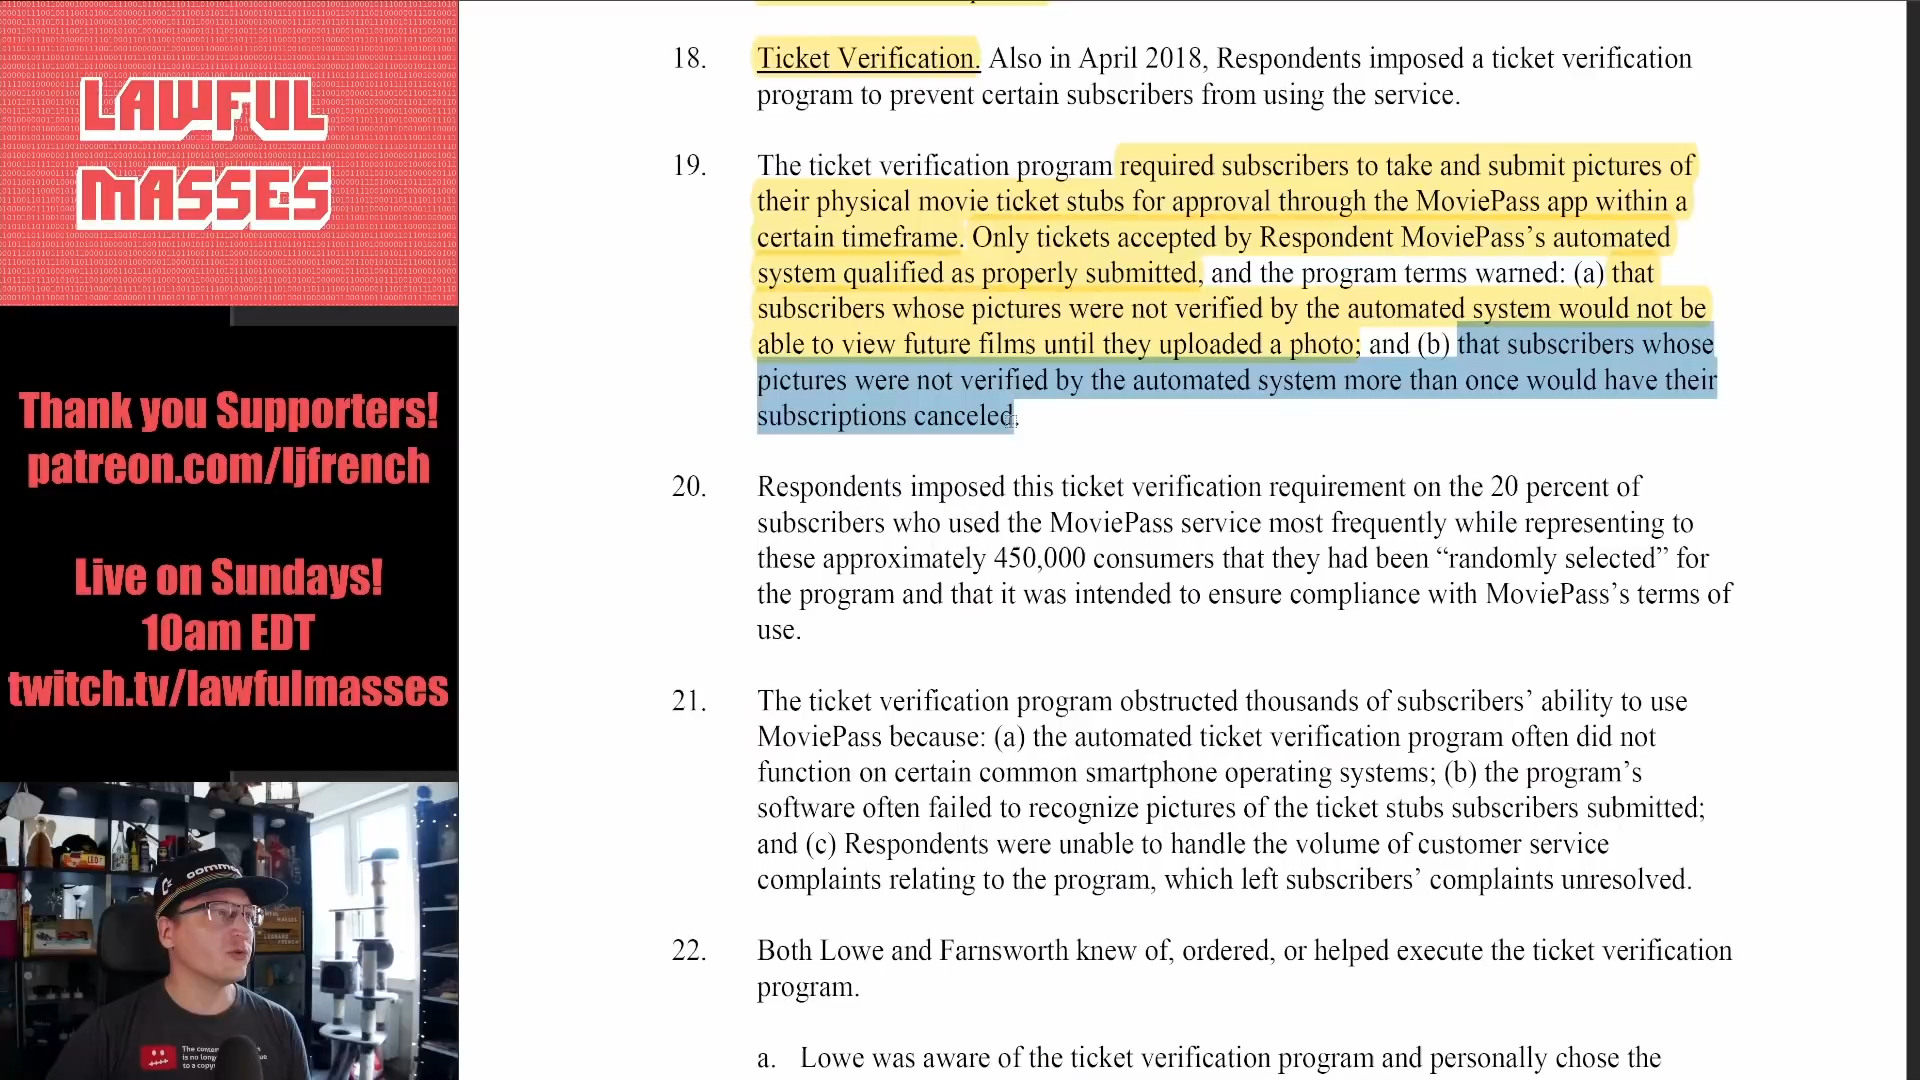 LAWFUL
MASSES
Thank you Supporters!
patreon.com/ljfrench
Live on Sundays!
10am EDT
twitch.tv/lawfulmasses
18. Ticket Verification. Also in April 2018, Respondents imposed a ticket verification
program to prevent certain subscribers from using the service.
19. The ticket verification program required subscribers to take and submit pictures of
their physical movie ticket stubs for approval through the MoviePass app within a
certain timeframe. Only tickets accepted by Respondent MoviePass’s automated
system qualified as properly submitted, and the program terms warned: (a) that
subscribers whose pictures were not verified by the automated system would not be
able to view future films until they uploaded a photo; and (b) that subscribers whose
pictures were not verified by the automated system more than once would have their
subscriptions canceled.
20. Respondents imposed this ticket verification requirement on the 20 percent of
subscribers who used the MoviePass service most frequently while representing to
these approximately 450,000 consumers that they had been “randomly selected” for
the program and that it was intended to ensure compliance with MoviePass’s terms of
use.
21. The ticket verification program obstructed thousands of subscribers’ ability to use
MoviePass because: (a) the automated ticket verification program often did not
function on certain common smartphone operating systems; (b) the program’s
software often failed to recognize pictures of the ticket stubs subscribers submitted;
and (c) Respondents were unable to handle the volume of customer service
complaints relating to the program, which left subscribers’ complaints unresolved.
22. Both Lowe and Farnsworth knew of, ordered, or helped execute the ticket verification
program.
a. Lowe was aware of the ticket verification program and personally chose the